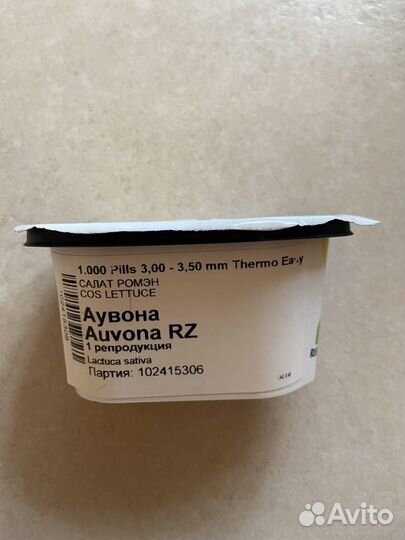 1.000 Pills 3,00 - 3,50 mm Thermo Easy
САЛАТ РОМЭН
COS LETTUCE
Аувона
Auvona RZ
1 репродукция
Lactuca sativa
Партия: 102415306
Avito